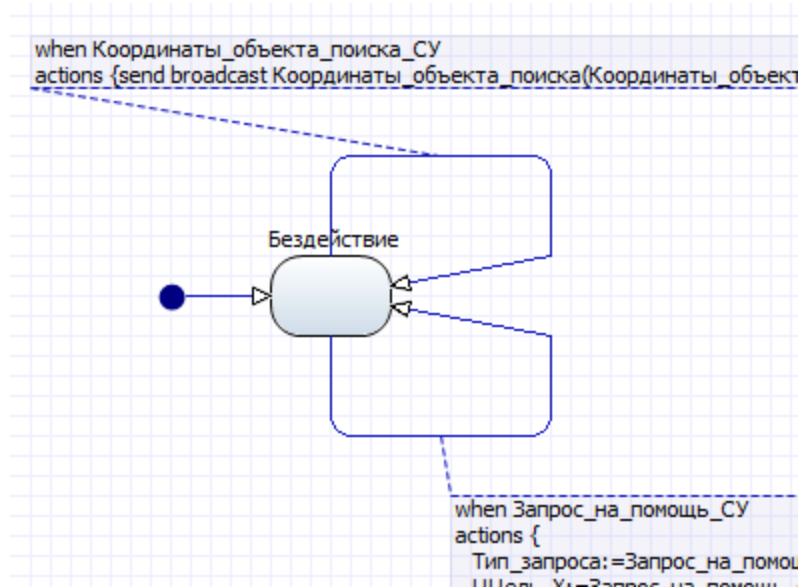 when Координаты_объекта_поиска_СУ
actions {send broadcast Координаты_объекта_поиска(Координаты_объект
Бездействие
when Запрос_на_помощь_СУ
actions {
Тип_запроса:=Запрос_на_помощ